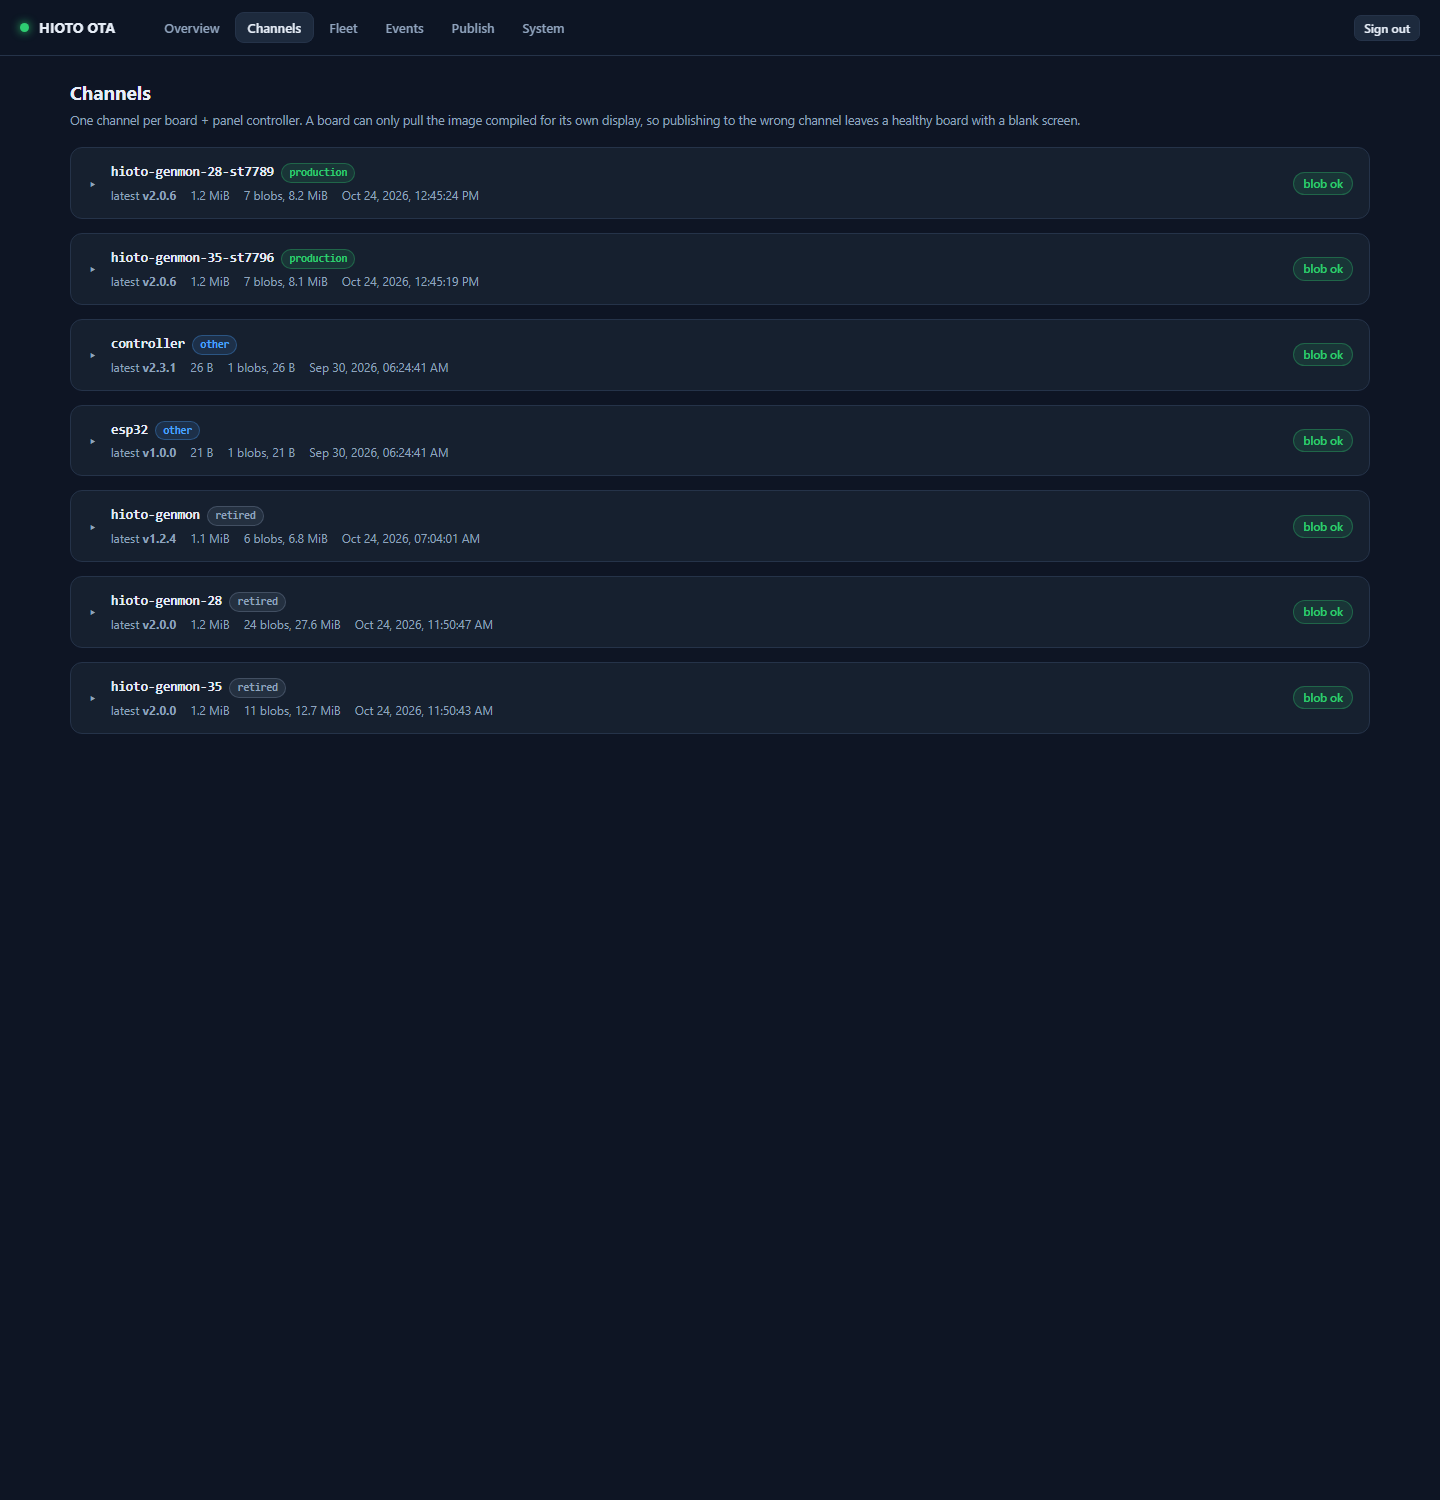 HIOTO OTA Overview Channels Fleet Events Publish System Sign out
Channels
One channel per board + panel controller. A board can only pull the image compiled for its own display, so publishing to the wrong channel leaves a healthy board with a blank screen.
hioto-genmon-28-st7789 production
latest v2.0.6 1.2 MiB 7 blobs, 8.2 MiB Oct 24, 2026, 12:45:24 PM
blob ok
hioto-genmon-35-st7796 production
latest v2.0.6 1.2 MiB 7 blobs, 8.1 MiB Oct 24, 2026, 12:45:19 PM
blob ok
controller other
latest v2.3.1 26 B 1 blobs, 26 B Sep 30, 2026, 06:24:41 AM
blob ok
esp32 other
latest v1.0.0 21 B 1 blobs, 21 B Sep 30, 2026, 06:24:41 AM
blob ok
hioto-genmon retired
latest v1.2.4 1.1 MiB 6 blobs, 6.8 MiB Oct 24, 2026, 07:04:01 AM
blob ok
hioto-genmon-28 retired
latest v2.0.0 1.2 MiB 24 blobs, 27.6 MiB Oct 24, 2026, 11:50:47 AM
blob ok
hioto-genmon-35 retired
latest v2.0.0 1.2 MiB 11 blobs, 12.7 MiB Oct 24, 2026, 11:50:43 AM
blob ok